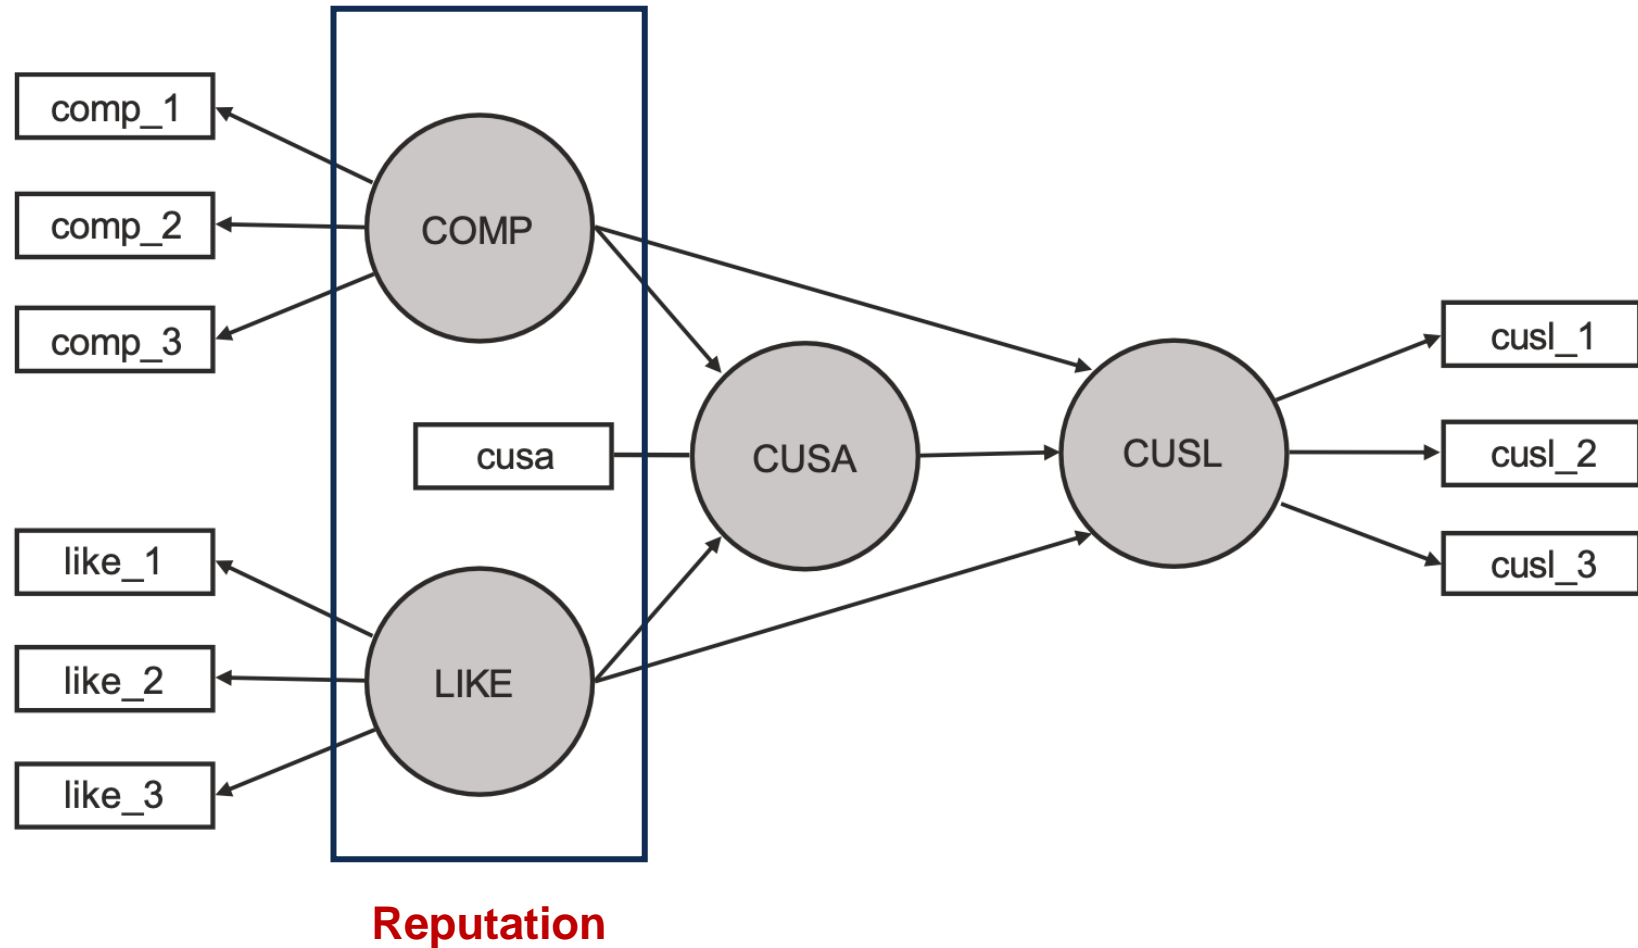 comp_1
comp_2
comp_3
COMP
cusa
CUSA
CUSL
cusl_1
cusl_2
cusl_3
like_1
like_2
like_3
LIKE
Reputation